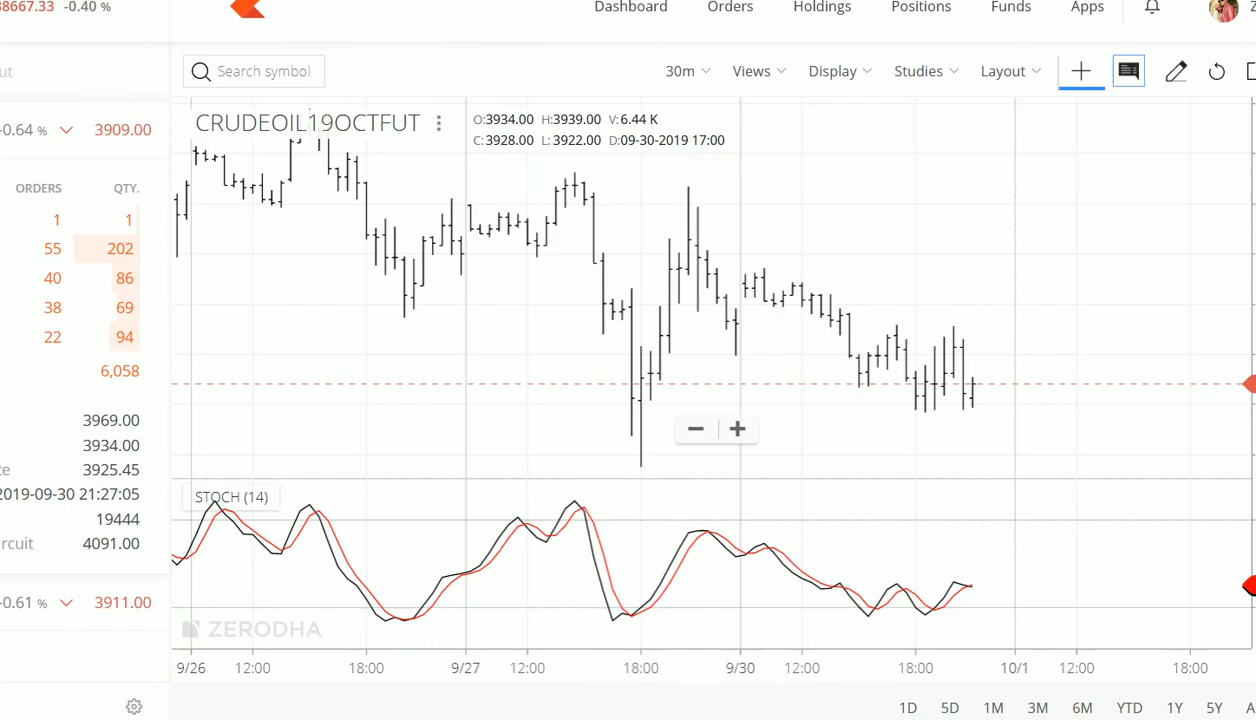 38667.33 -0.40 %
Dashboard Orders Holdings Positions Funds Apps
ut
Search symbol
30m Views Display Studies Layout
-0.64 % 3909.00
CRUDEOIL19OCTFUT
O:3934.00 H:3939.00 V:6.44 K
C:3928.00 L:3922.00 D:09-30-2019 17:00
ORDERS QTY.
1 1
55 202
40 86
38 69
22 94
6,058
3969.00
3934.00
ce 3925.45
2019-09-30 21:27:05
19444
rcuit 4091.00
-0.61 % 3911.00
STOCH (14)
ZERODHA
9/26 12:00 18:00 9/27 12:00 18:00 9/30 12:00 18:00 10/1 12:00 18:00
1D 5D 1M 3M 6M YTD 1Y 5Y